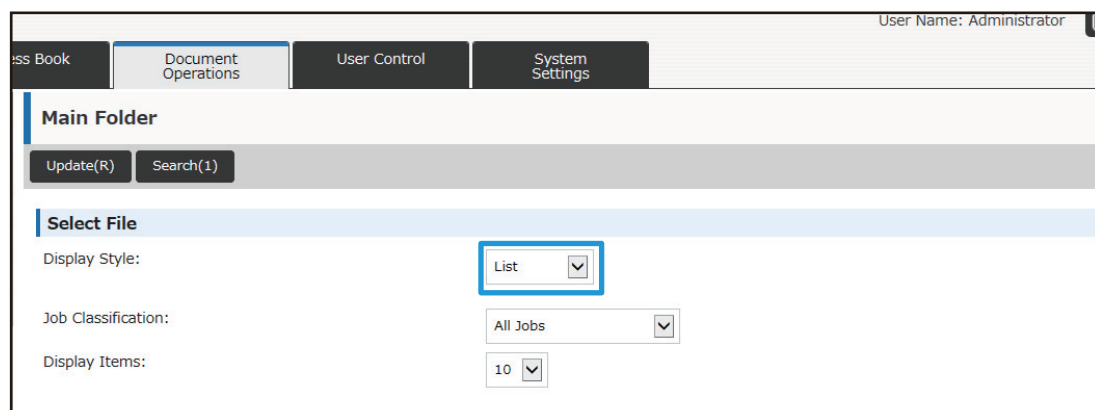 User Name: Administrator
ess Book
Document
Operations
User Control
System
Settings
Main Folder
Update(R)
Search(1)
Select File
Display Style:
List
Job Classification:
All Jobs
Display Items:
10